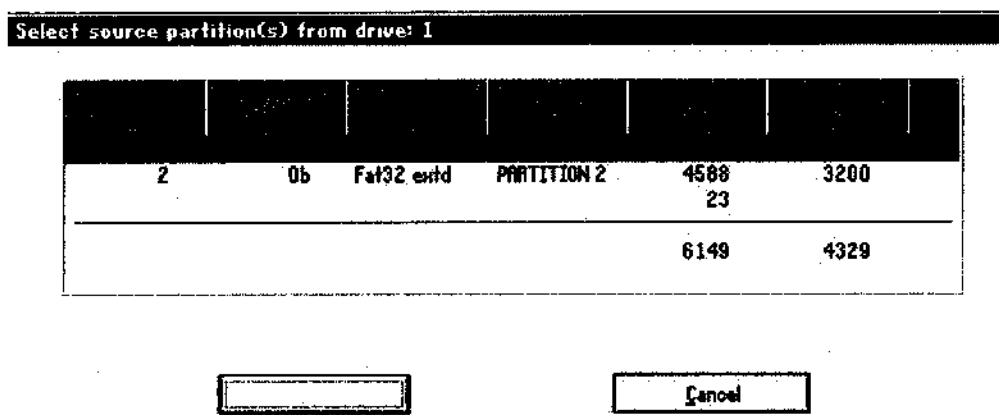 Select source partition(s) from drive: 1
2 0b Fat32 extd PARTITION 2 4588 3200
23
6149 4329
Cancel